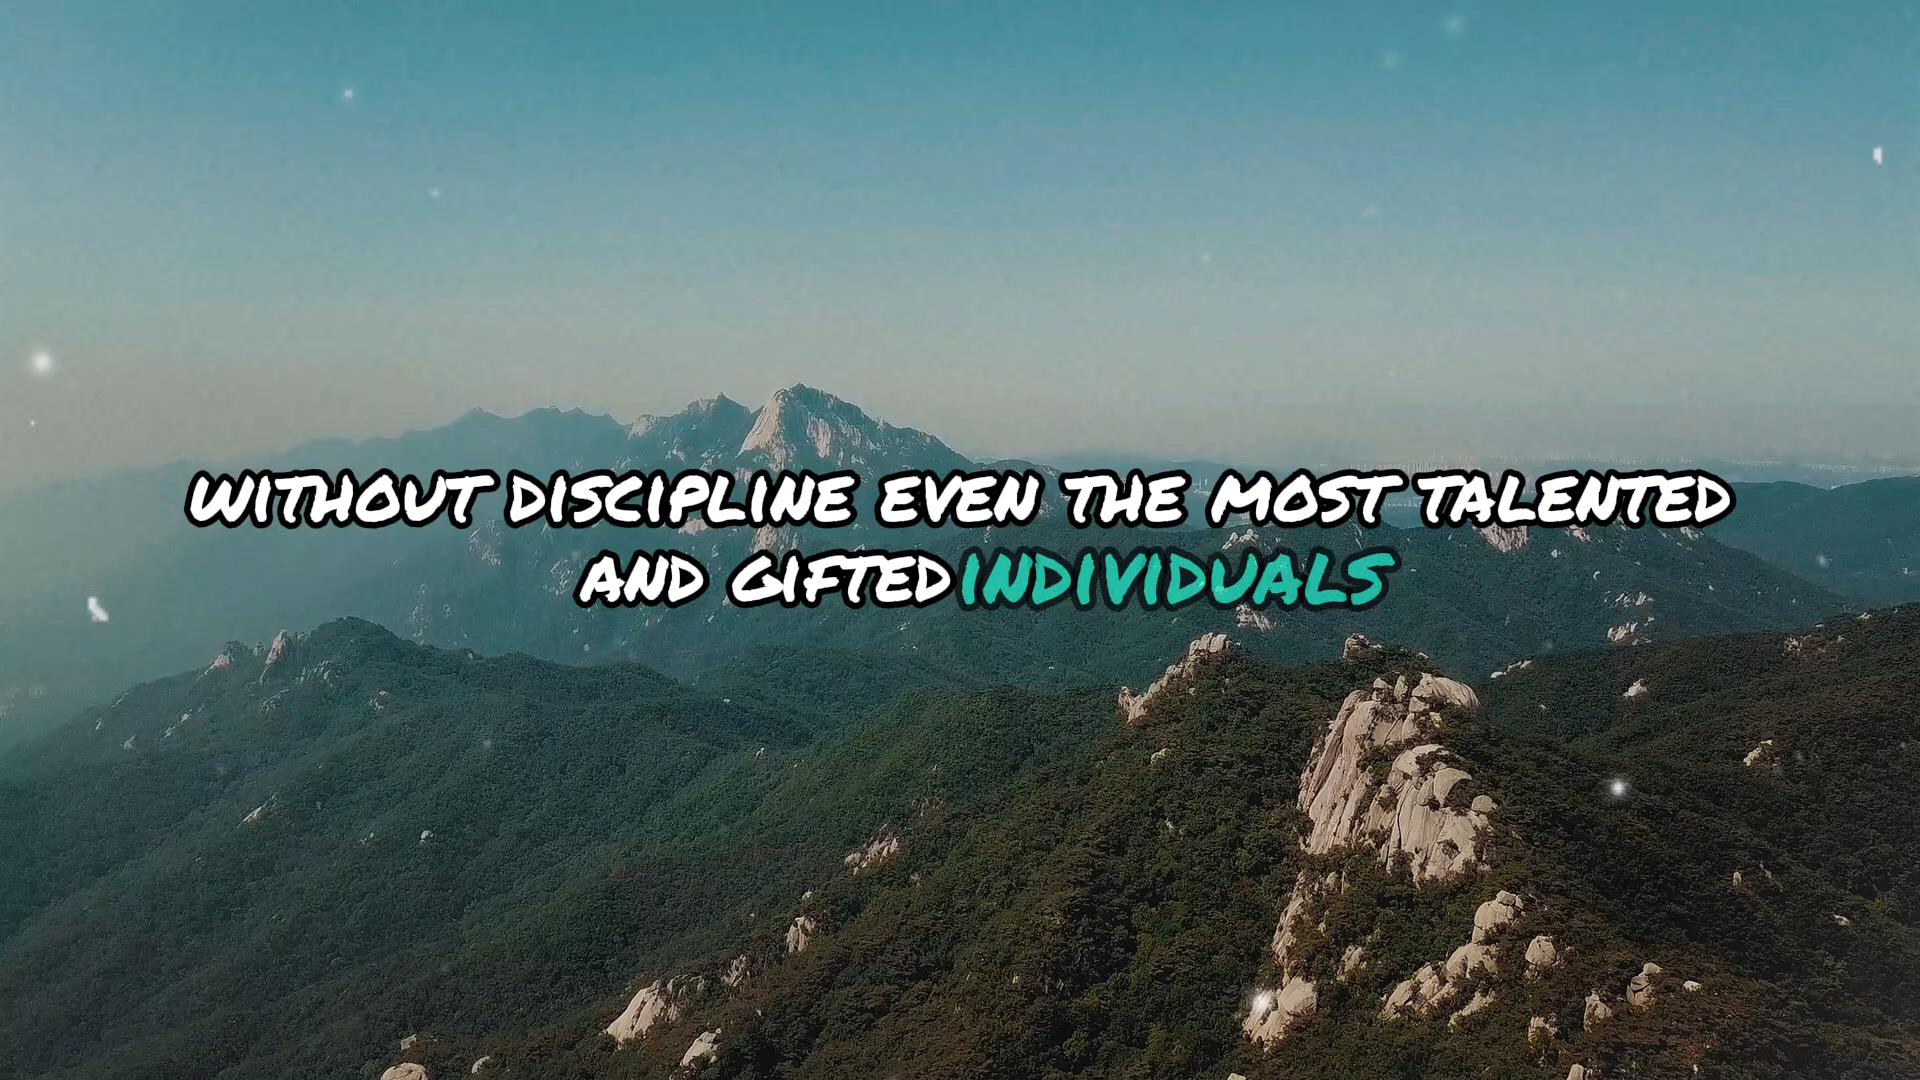 WITHOUT DISCIPLINE EVEN THE MOST TALENTED
AND GIFTED INDIVIDUALS